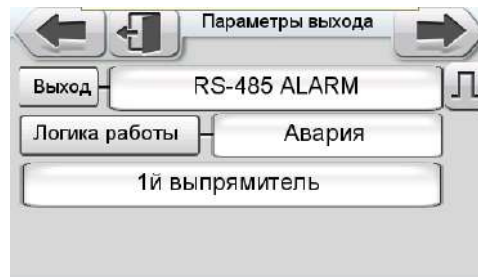 Параметры выхода
Выход RS-485 ALARM
Логика работы Авария
1й выпрямитель